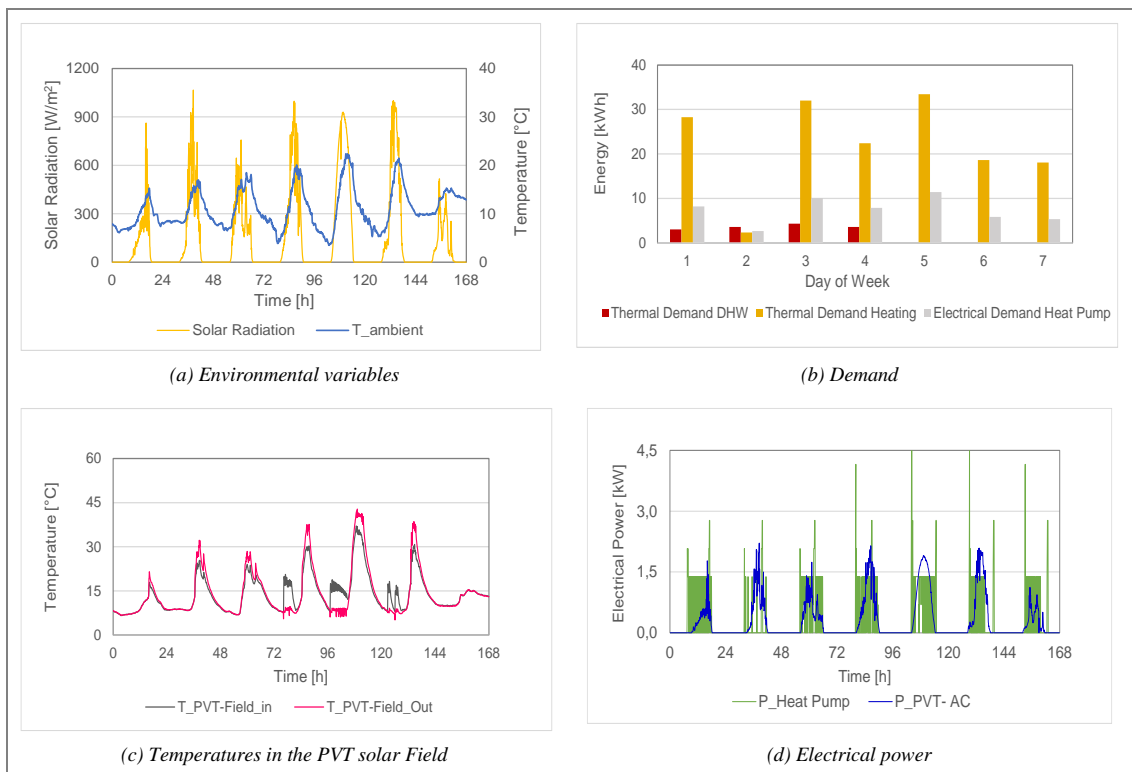 Solar Radiation [W/m²]
1200
900
600
300
0
40
30
20
10
0
Temperature [°C]
0 24 48 72 96 120 144 168
Time [h]
Solar Radiation T_ambient
(a) Environmental variables
Energy [kWh]
40
30
20
10
0
1 2 3 4 5 6 7
Day of Week
Thermal Demand DHW Thermal Demand Heating Electrical Demand Heat Pump
(b) Demand
Temperature [°C]
60
45
30
15
0
0 24 48 72 96 120 144 168
Time [h]
T_PVT-Field_in T_PVT-Field_Out
(c) Temperatures in the PVT solar Field
Electrical Power [kW]
4,5
3,0
1,5
0,0
0 24 48 72 96 120 144 168
Time [h]
P_Heat Pump P_PVT- AC
(d) Electrical power